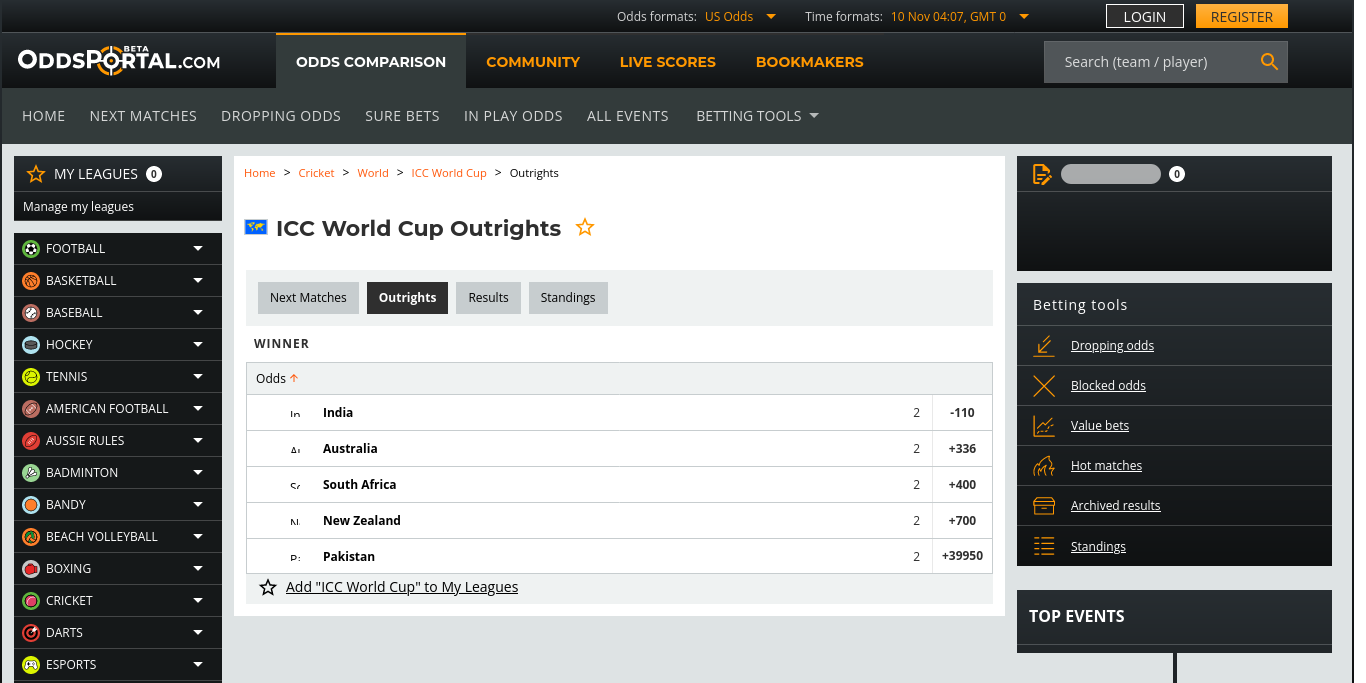 Odds formats: US Odds Time formats: 10 Nov 04:07, GMT 0 LOGIN REGISTER
ODDSPORTAL.COM BETA ODDS COMPARISON COMMUNITY LIVE SCORES BOOKMAKERS Search (team / player)
HOME NEXT MATCHES DROPPING ODDS SURE BETS IN PLAY ODDS ALL EVENTS BETTING TOOLS
MY LEAGUES 0
Manage my leagues
FOOTBALL
BASKETBALL
BASEBALL
HOCKEY
TENNIS
AMERICAN FOOTBALL
AUSSIE RULES
BADMINTON
BANDY
BEACH VOLLEYBALL
BOXING
CRICKET
DARTS
ESPORTS
Home > Cricket > World > ICC World Cup > Outrights
ICC World Cup Outrights
Next Matches Outrights Results Standings
WINNER
Odds
India 2 -110
Australia 2 +336
South Africa 2 +400
New Zealand 2 +700
Pakistan 2 +39950
Add "ICC World Cup" to My Leagues
0
Betting tools
Dropping odds
Blocked odds
Value bets
Hot matches
Archived results
Standings
TOP EVENTS